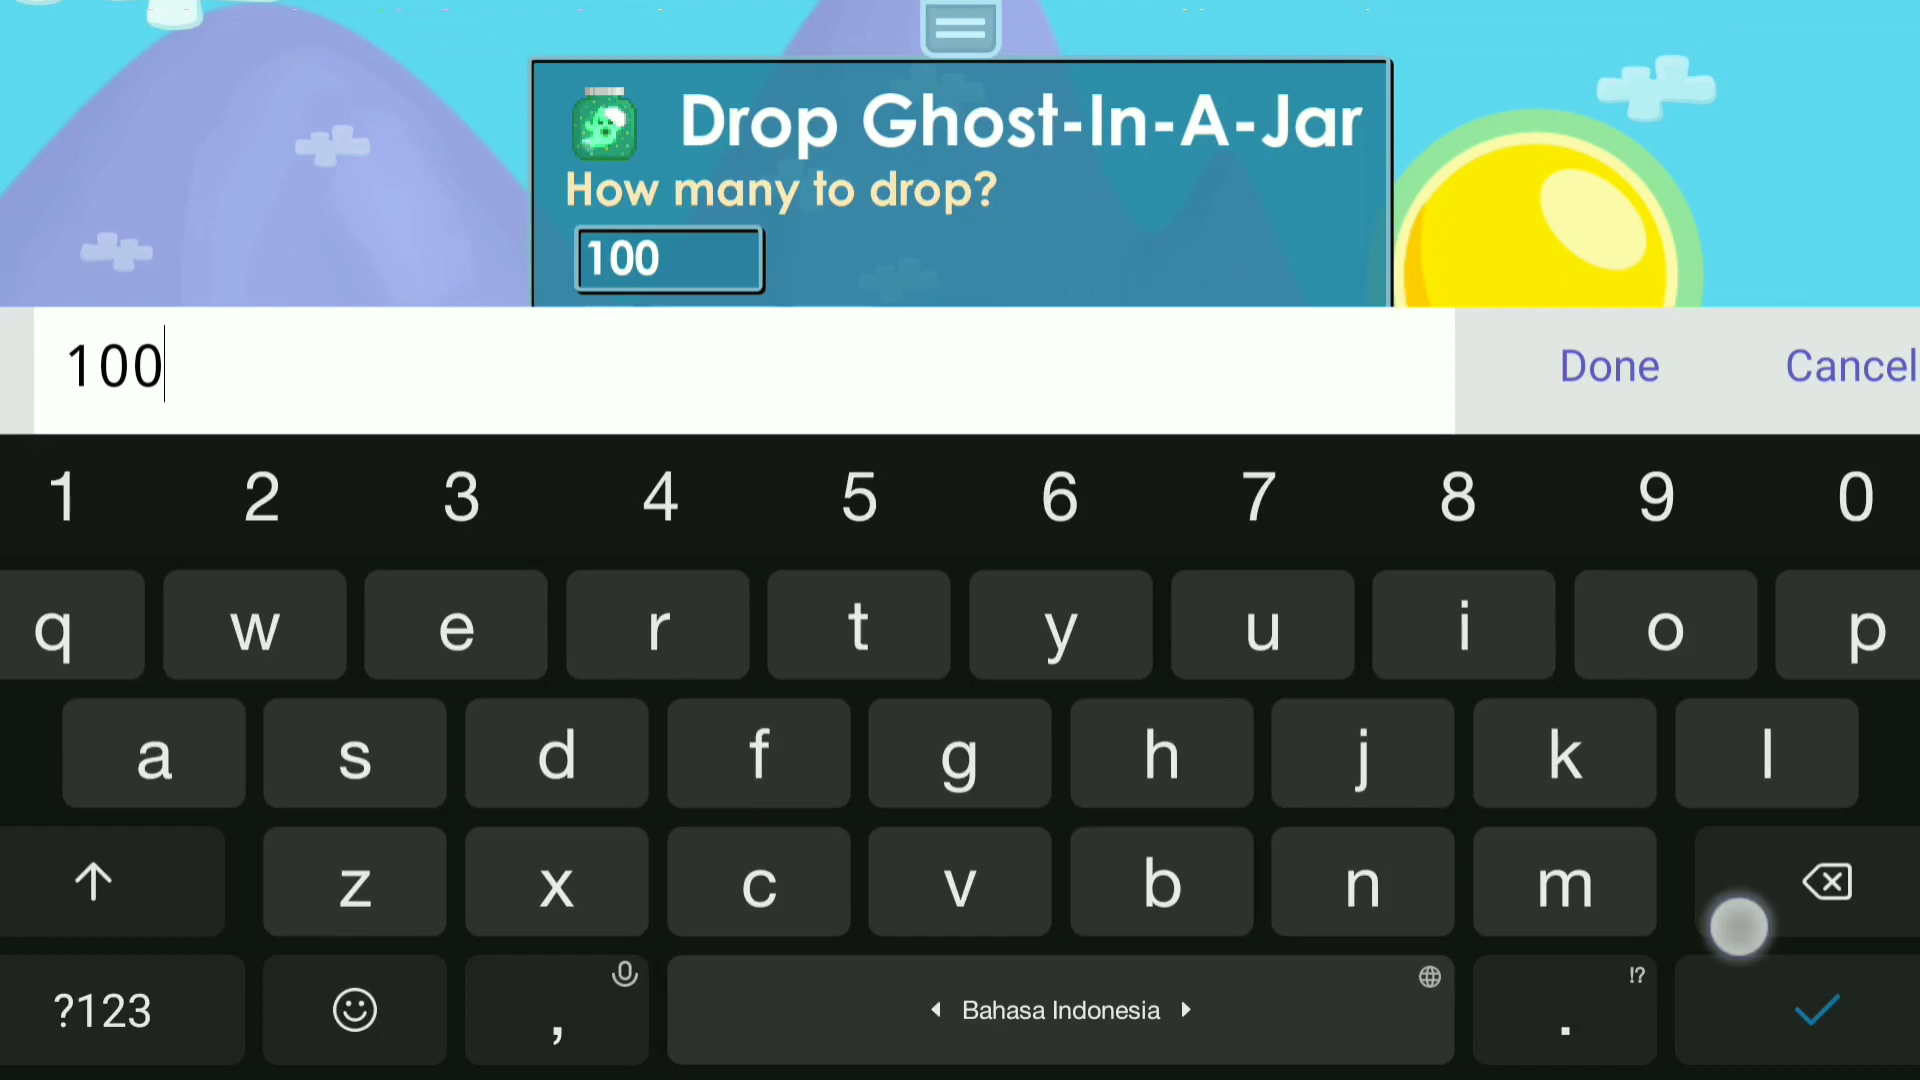 Drop Ghost-In-A-Jar
How many to drop?
100
100
Done Cancel
1 2 3 4 5 6 7 8 9 0
q w e r t y u i o p
a s d f g h j k l
z x c v b n m
!?
?123 , Bahasa Indonesia .